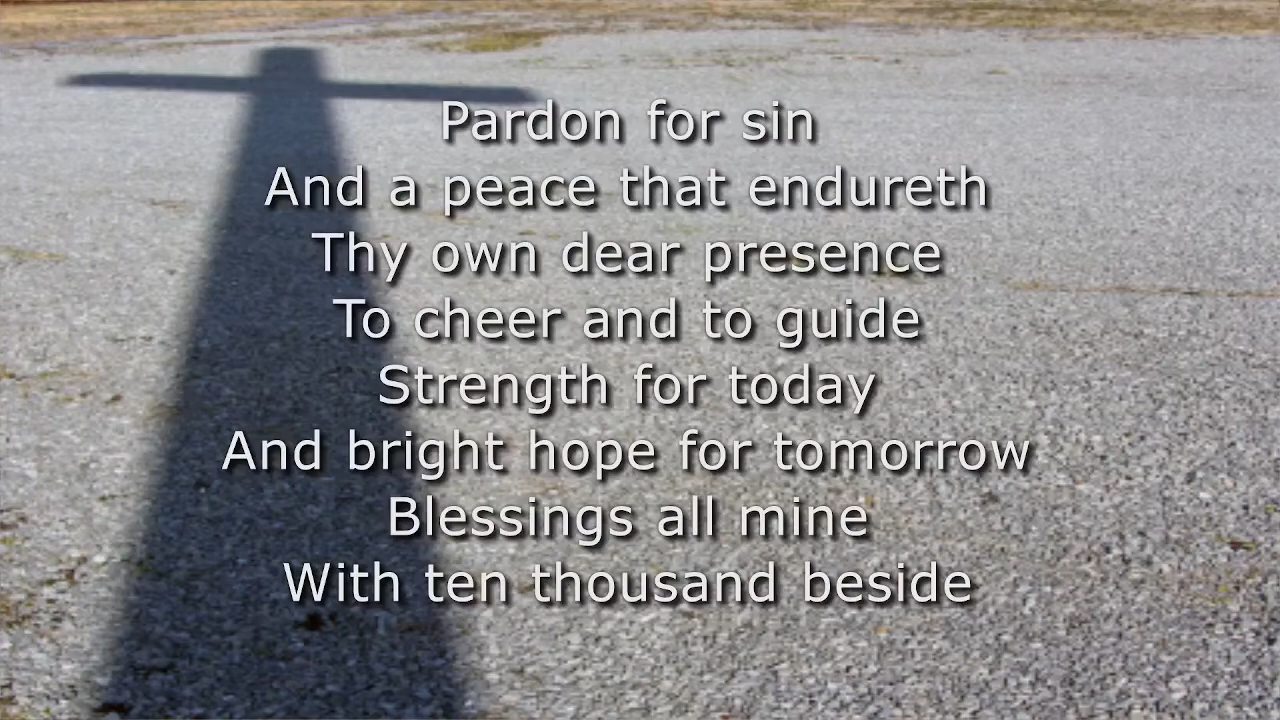 Pardon for sin
And a peace that endureth
Thy own dear presence
To cheer and to guide
Strength for today
And bright hope for tomorrow
Blessings all mine
With ten thousand beside